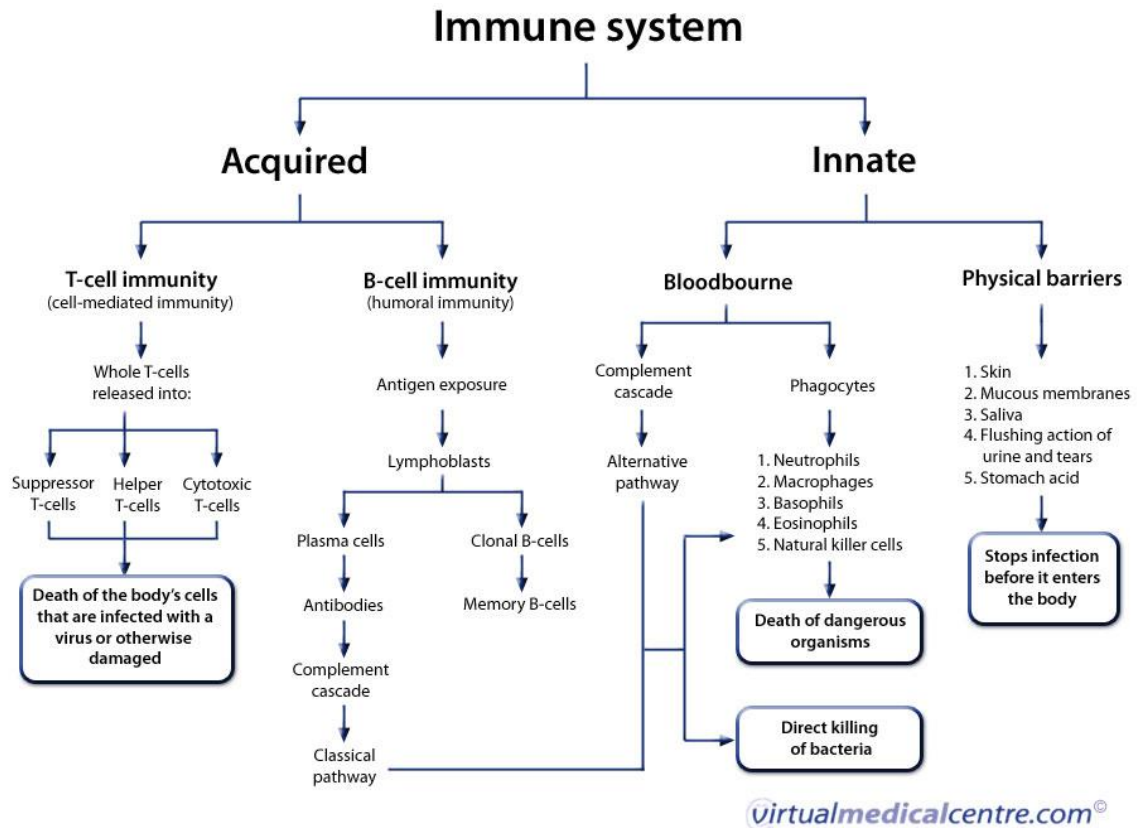 Immune system
Acquired
Innate
T-cell immunity
(cell-mediated immunity)
B-cell immunity
(humoral immunity)
Bloodbourne
Physical barriers
Whole T-cells
released into:
Antigen exposure
Complement
cascade
Phagocytes
1. Skin
2. Mucous membranes
3. Saliva
4. Flushing action of
urine and tears
5. Stomach acid
Suppressor
T-cells
Helper
T-cells
Cytotoxic
T-cells
Lymphoblasts
Alternative
pathway
1. Neutrophils
2. Macrophages
3. Basophils
4. Eosinophils
5. Natural killer cells
Plasma cells
Clonal B-cells
Stops infection
before it enters
the body
Death of the body's cells
that are infected with a
virus or otherwise
damaged
Antibodies
Memory B-cells
Death of dangerous
organisms
Complement
cascade
Direct killing
of bacteria
Classical
pathway
virtualmedicalcentre.com©